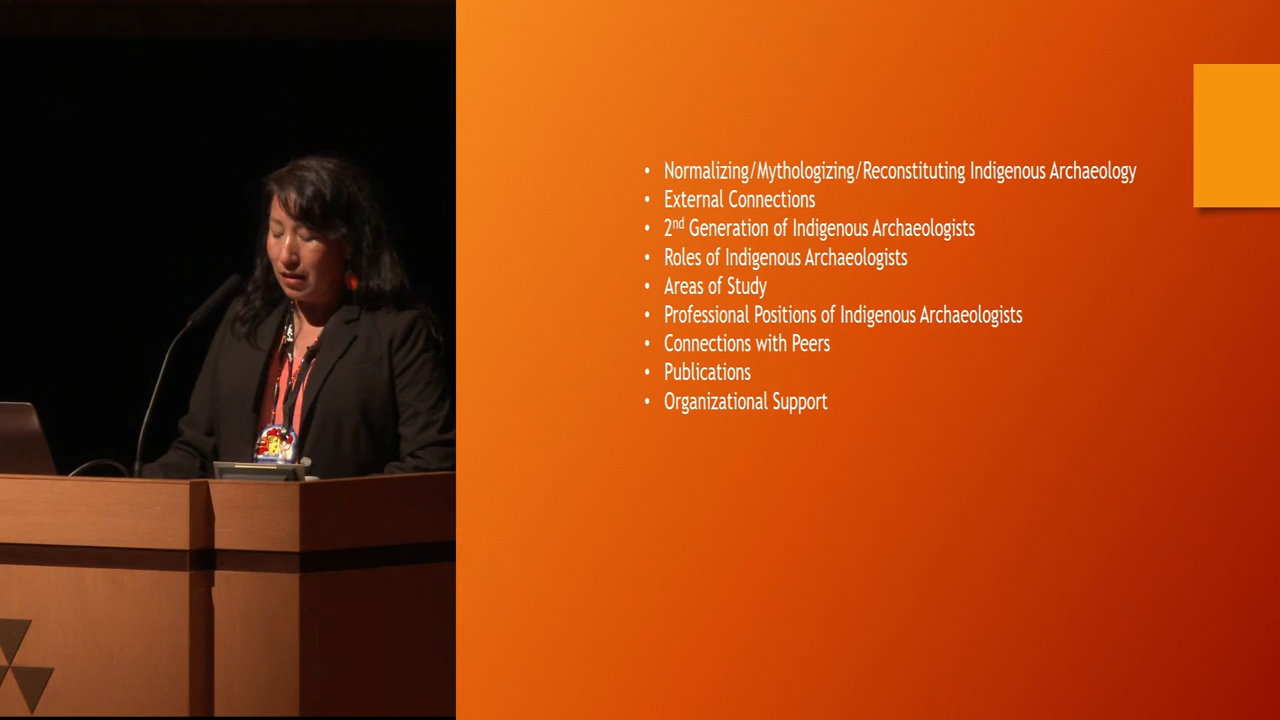 • Normalizing/Mythologizing/Reconstituting Indigenous Archaeology
• External Connections
• 2nd Generation of Indigenous Archaeologists
• Roles of Indigenous Archaeologists
• Areas of Study
• Professional Positions of Indigenous Archaeologists
• Connections with Peers
• Publications
• Organizational Support